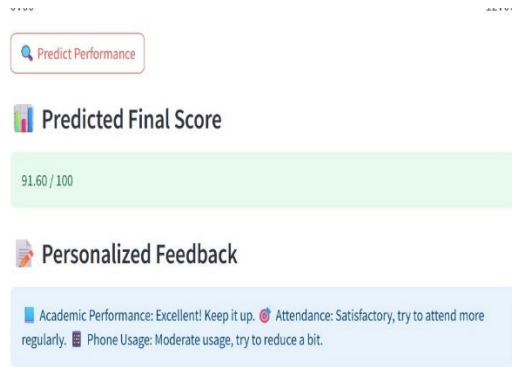 Predict Performance
Predicted Final Score
91.60 / 100
Personalized Feedback
Academic Performance: Excellent! Keep it up. Attendance: Satisfactory, try to attend more
regularly. Phone Usage: Moderate usage, try to reduce a bit.